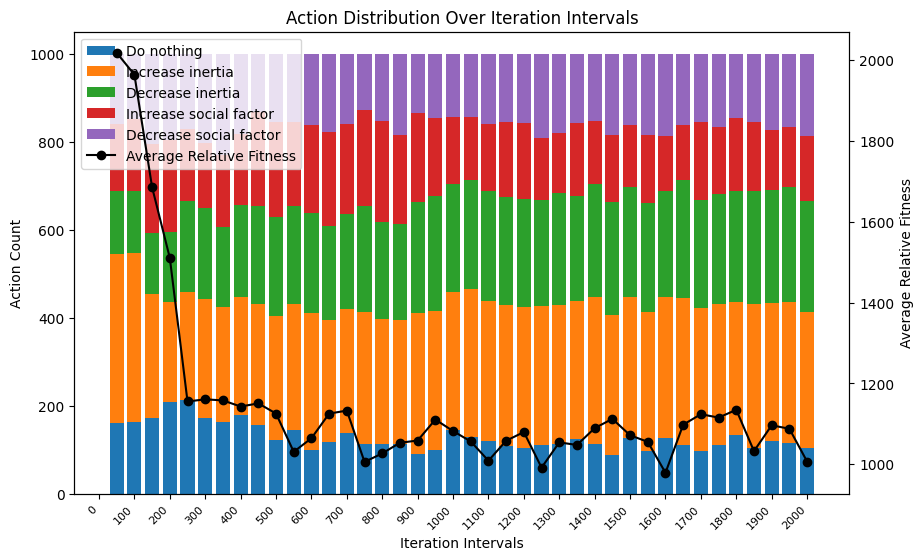 Action Distribution Over Iteration Intervals
Do nothing
Increase inertia
Decrease inertia
Increase social factor
Decrease social factor
Average Relative Fitness
Action Count
1000
800
600
400
200
0
2000
1800
1600
1400
1200
1000
Average Relative Fitness
0 100 200 300 400 500 600 700 800 900 1000 1100 1200 1300 1400 1500 1600 1700 1800 1900 2000
Iteration Intervals